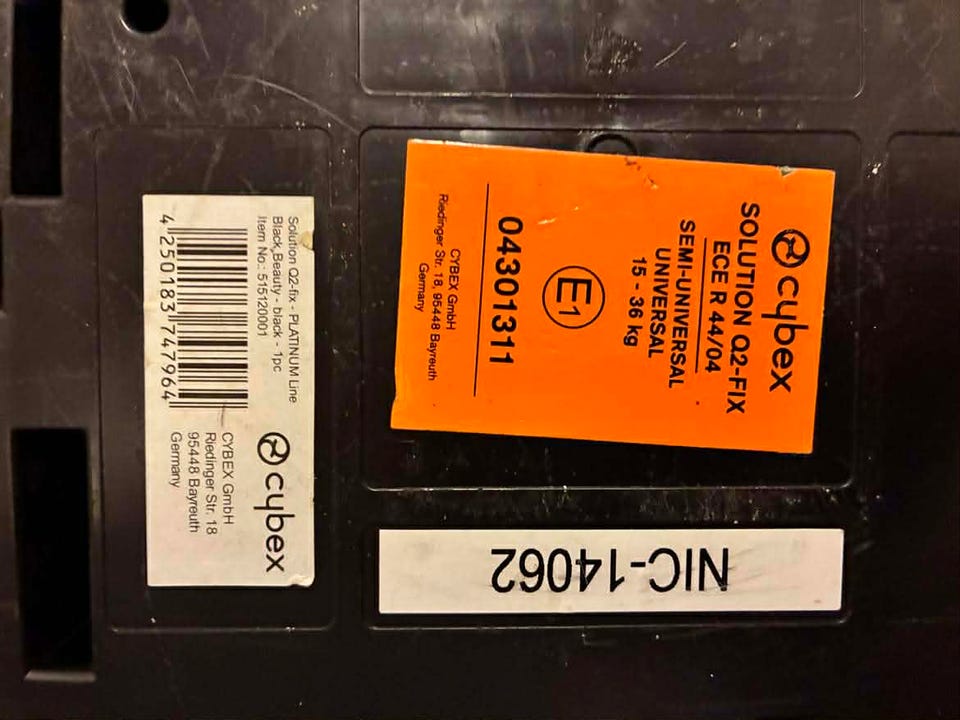 cybex
SOLUTION Q2-FIX
ECE R 44/04
SEMI-UNIVERSAL
UNIVERSAL
15 - 36 kg
E1
04301311
CYBEX GmbH
Riedinger Str. 18, 95448 Bayreuth
Germany
Solution Q2-fix - PLATINUM Line
Black Beauty - black - 1pc
Item No.: 515120001
4 250183 747964
cybex
CYBEX GmbH
Riedinger Str. 18
95448 Bayreuth
Germany
NIC-14062